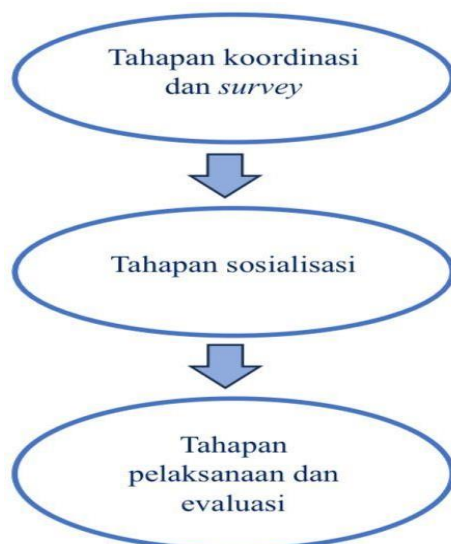 Tahapan koordinasi
dan survey
Tahapan sosialisasi
Tahapan
pelaksanaan dan
evaluasi